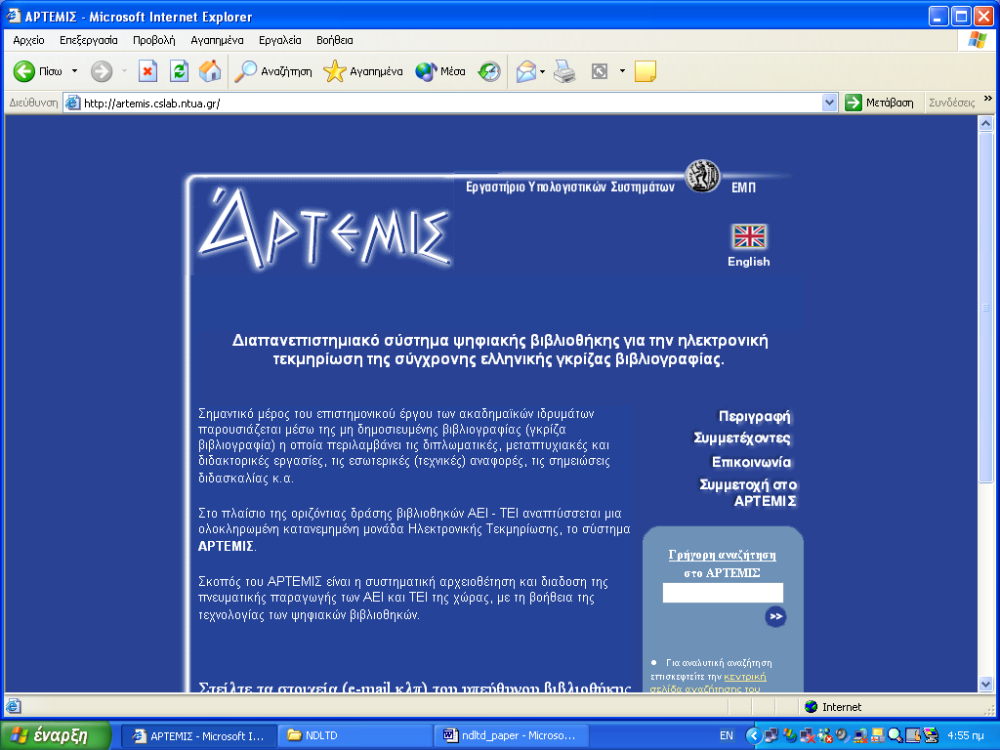 ΑΡΤΕΜΙΣ - Microsoft Internet Explorer
Αρχείο Επεξεργασία Προβολή Αγαπημένα Εργαλεία Βοήθεια
Πίσω Αναζήτηση Αγαπημένα Μέσα
Διεύθυνση http://artemis.cslab.ntua.gr/ Μετάβαση Συνδέσεις »
Εργαστήριο Υπολογιστικών Συστημάτων ΕΜΠ
Άρτεμις
English
Διαπανεπιστημιακό σύστημα ψηφιακής βιβλιοθήκης για την ηλεκτρονική
τεκμηρίωση της σύγχρονης ελληνικής γκρίζας βιβλιογραφίας.
Σημαντικό μέρος του επιστημονικού έργου των ακαδημαϊκών ιδρυμάτων
παρουσιάζεται μέσω της μη δημοσιευμένης βιβλιογραφίας (γκρίζα
βιβλιογραφία) η οποία περιλαμβάνει τις διπλωματικές, μεταπτυχιακές και
διδακτορικές εργασίες, τις εσωτερικές (τεχνικές) αναφορές, τις σημειώσεις
διδασκαλίας κ.α.
Στο πλαίσιο της οριζόντιας δράσης βιβλιοθηκών ΑΕΙ - ΤΕΙ αναπτύσσεται μια
ολοκληρωμένη κατανεμημένη μονάδα Ηλεκτρονικής Τεκμηρίωσης, το σύστημα
ΑΡΤΕΜΙΣ.
Σκοπός του ΑΡΤΕΜΙΣ είναι η συστηματική αρχειοθέτηση και διαδοση της
πνευματικής παραγωγής των ΑΕΙ και ΤΕΙ της χώρας, με τη βοήθεια της
τεχνολογίας των ψηφιακών βιβλιοθηκών.
Στείλτε τα στοιχεία (e-mail κλπ) του υπεύθυνου βιβλιοθήκης
Περιγραφή
Συμμετέχοντες
Επικοινωνία
Συμμετοχή στο
ΑΡΤΕΜΙΣ
Γρήγορη αναζήτηση
στο ΑΡΤΕΜΙΣ
>>
● Για αναλυτική αναζήτηση
επισκεφτείτε την κεντρική
σελίδα αναζήτησης του
Internet
έναρξη ΑΡΤΕΜΙΣ - Microsoft I... NDLTD ndltd_paper - Microso... EN 4:55 πμ